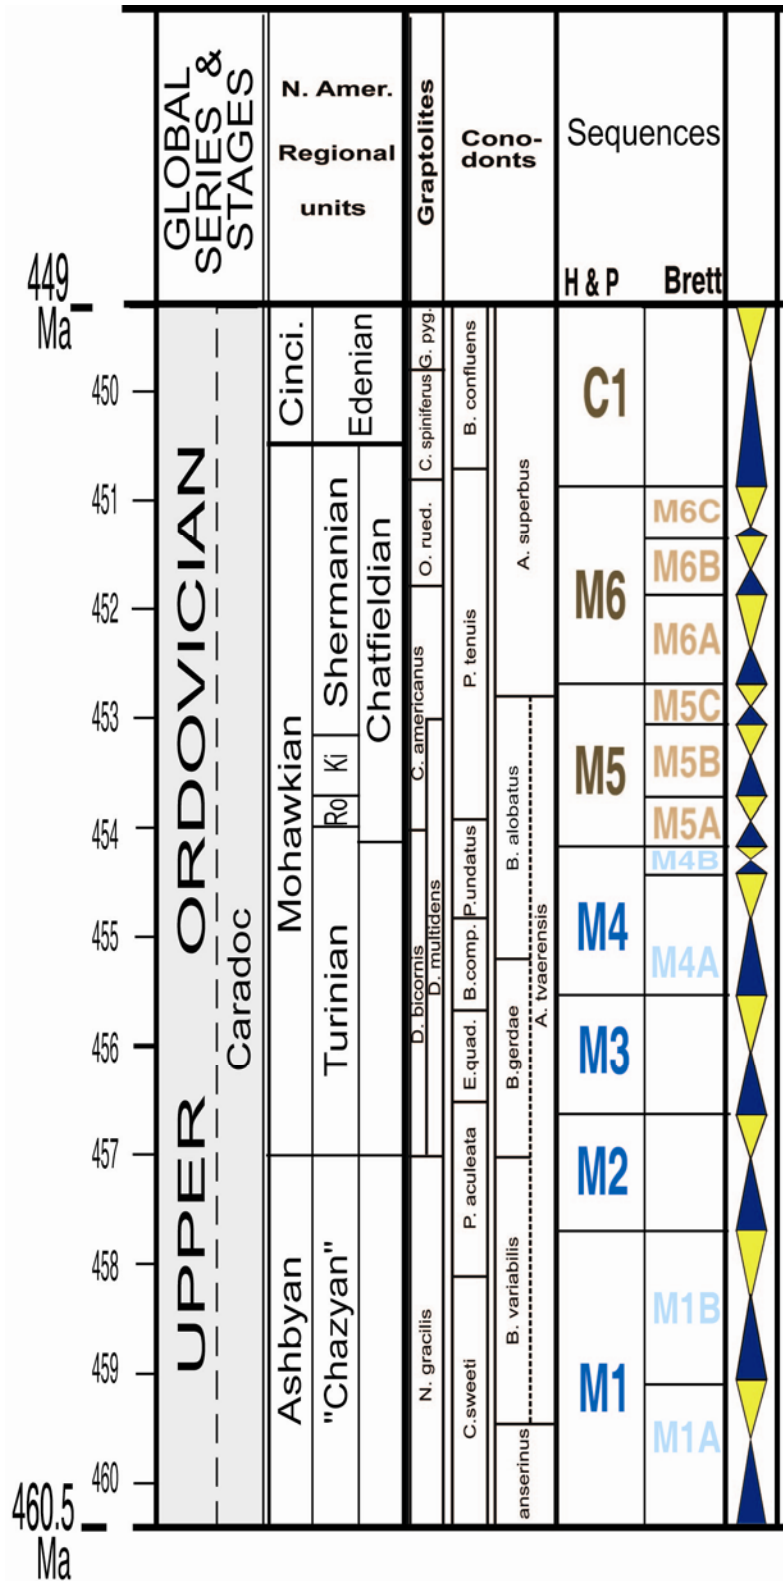 GLOBAL
SERIES &
STAGES
N. Amer.
Regional
units
Graptolites
Cono-
donts
Sequences
H & P
Brett
449
Ma
450
451
452
453
454
455
456
457
458
459
460
460.5
Ma
UPPER ORDOVICIAN
Caradoc
Cinci.
Mohawkian
Ashbyan
Edenian
Shermanian
Ki
Ro
Turinian
"Chazyan"
Chatfieldian
G. pyg.
C. spiniferus
O. rued.
C. americanus
D. bicornis
D. multidens
N. gracilis
B. confluens
P. tenuis
P.undatus
B.comp.
E.quad.
P. aculeata
C.sweeti
A. superbus
B. alobatus
B.gerdae
B. variabilis
A. tvaerensis
anserinus
C1
M6
M5
M4
M3
M2
M1
M6C
M6B
M6A
M5C
M5B
M5A
M4B
M4A
M1B
M1A